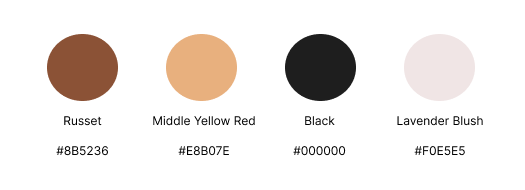 Russet
Middle Yellow Red
Black
Lavender Blush
#8B5236
#E8B07E
#000000
#F0E5E5